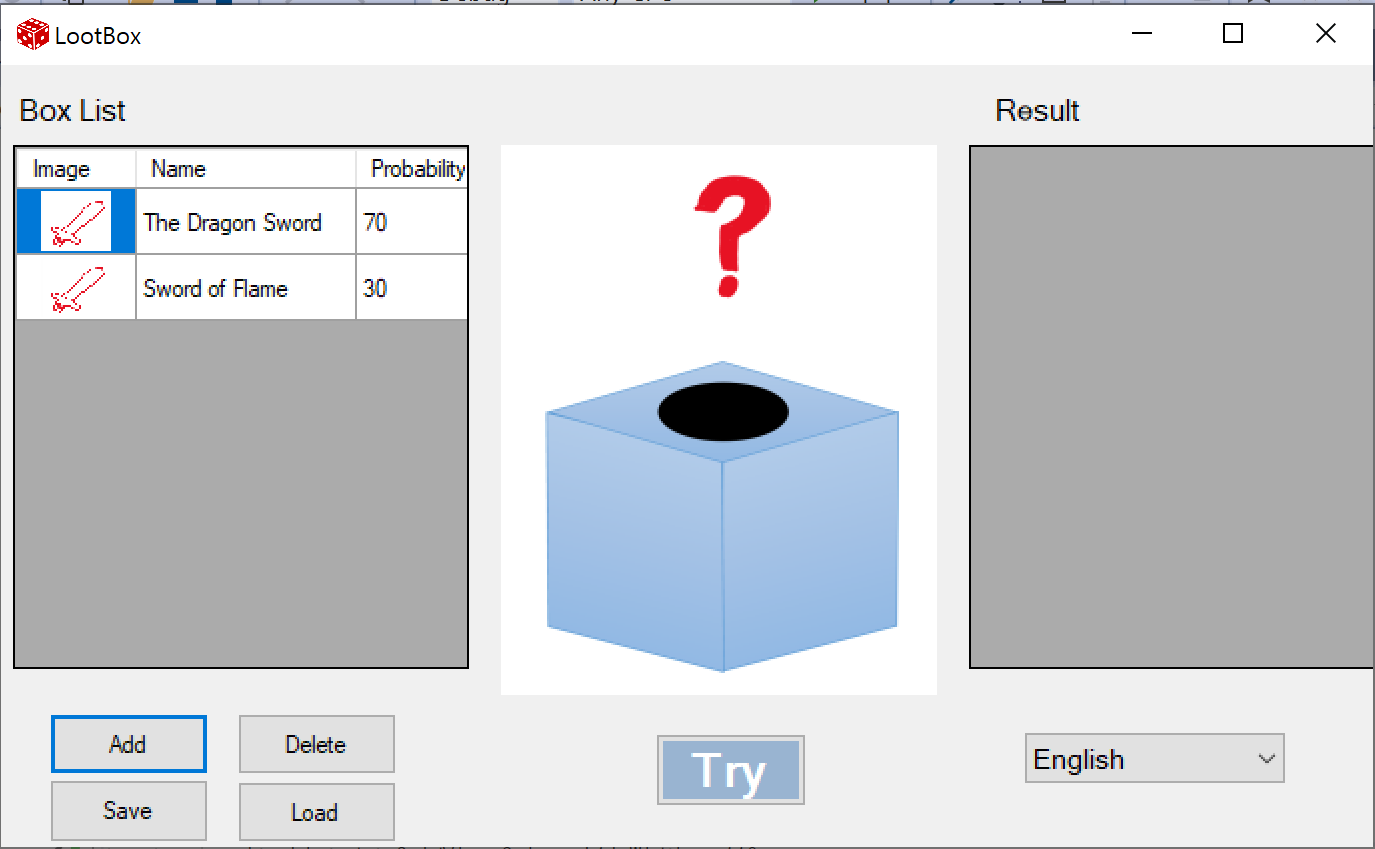 LootBox
Box List
Result
Image Name Probability
The Dragon Sword 70
Sword of Flame 30
?
Add
Delete
Try
English
Save
Load